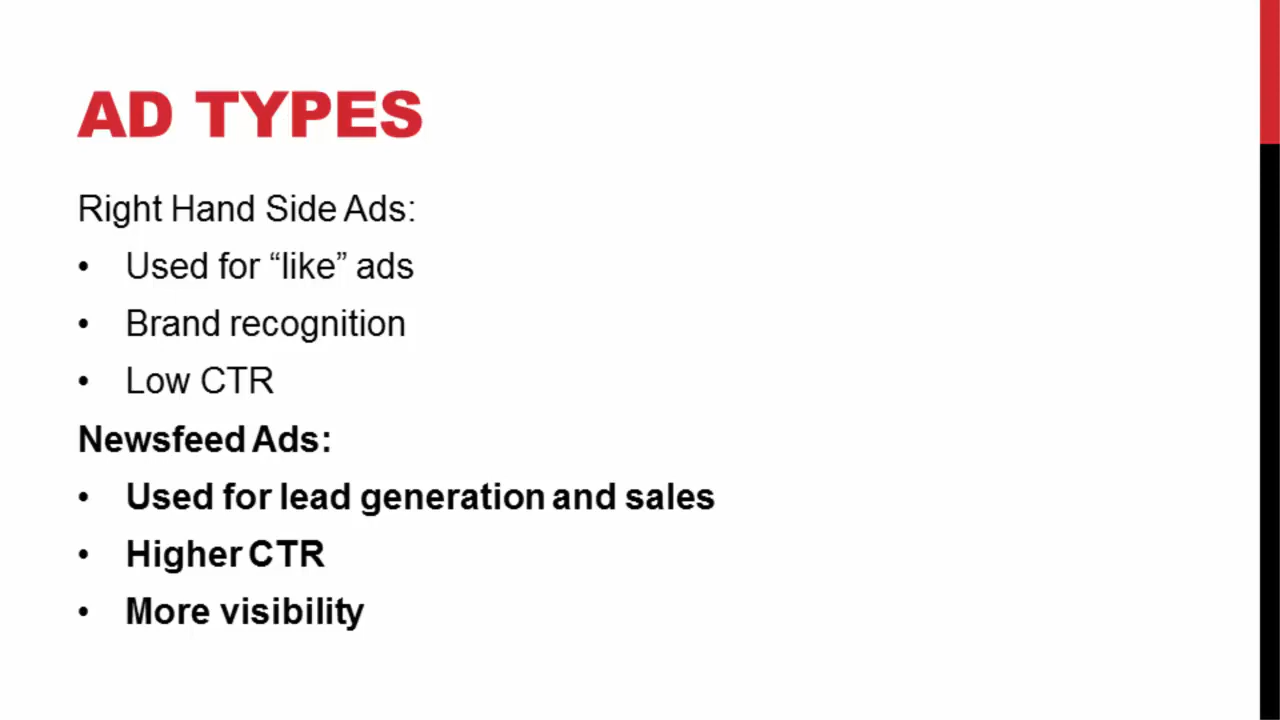 AD TYPES
Right Hand Side Ads:
• Used for “like” ads
• Brand recognition
• Low CTR
Newsfeed Ads:
• Used for lead generation and sales
• Higher CTR
• More visibility